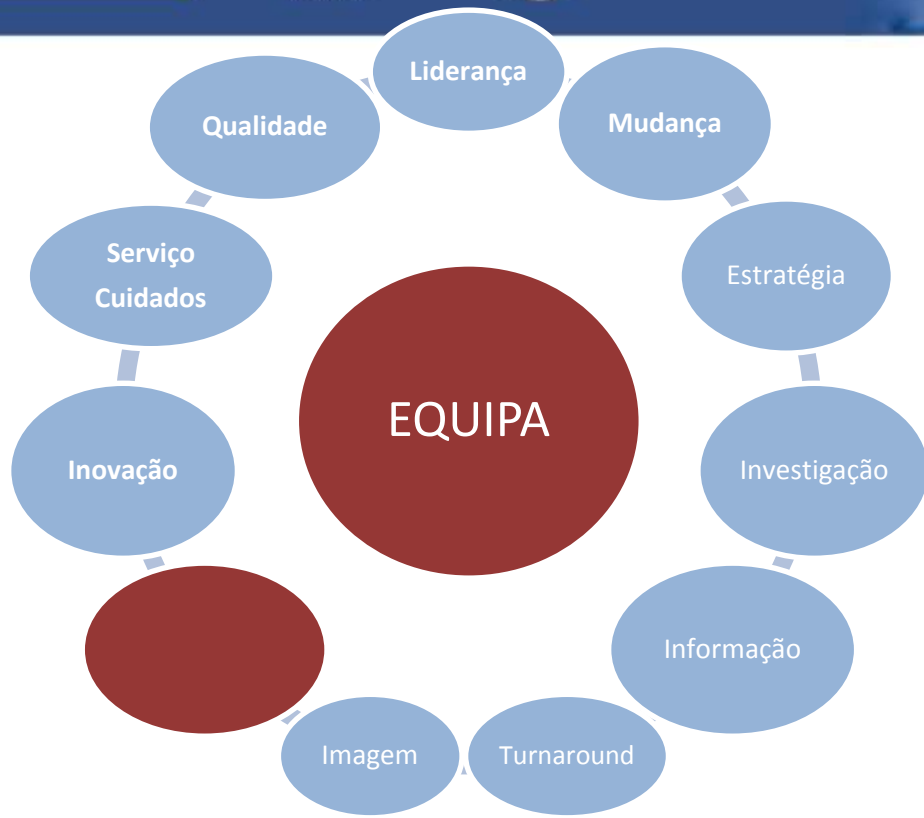 Liderança
Mudança
Qualidade
Serviço
Cuidados
Estratégia
EQUIPA
Inovação
Investigação
Informação
Imagem
Turnaround